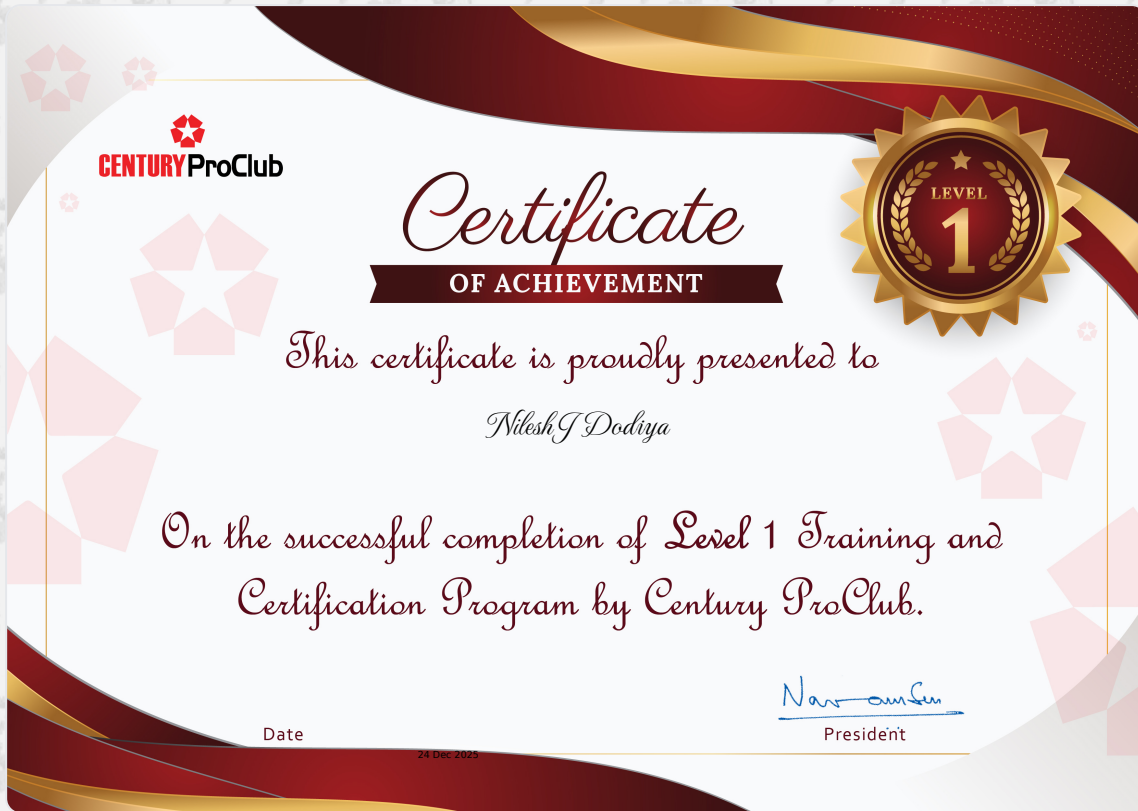 CENTURY ProClub
LEVEL
1
Certificate
OF ACHIEVEMENT
This certificate is proudly presented to
Nilesh J Dodiya
On the successful completion of Level 1 Training and
Certification Program by Century ProClub.
Date
President
24 Dec 2025